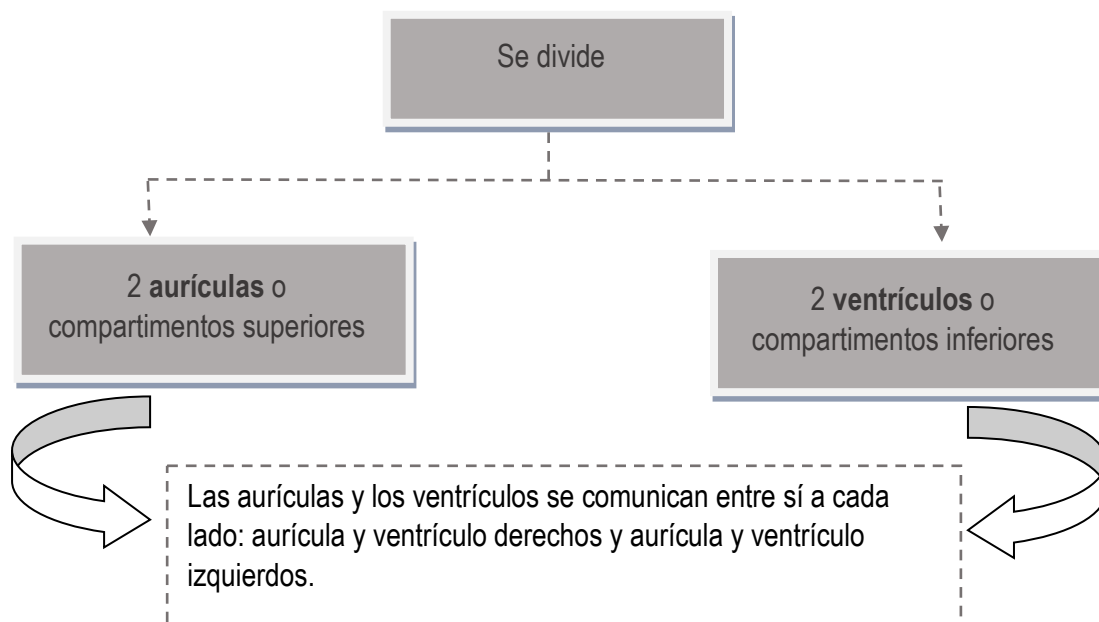 Se divide
2 aurículas o
compartimentos superiores
2 ventrículos o
compartimentos inferiores
Las aurículas y los ventrículos se comunican entre sí a cada
lado: aurícula y ventrículo derechos y aurícula y ventrículo
izquierdos.